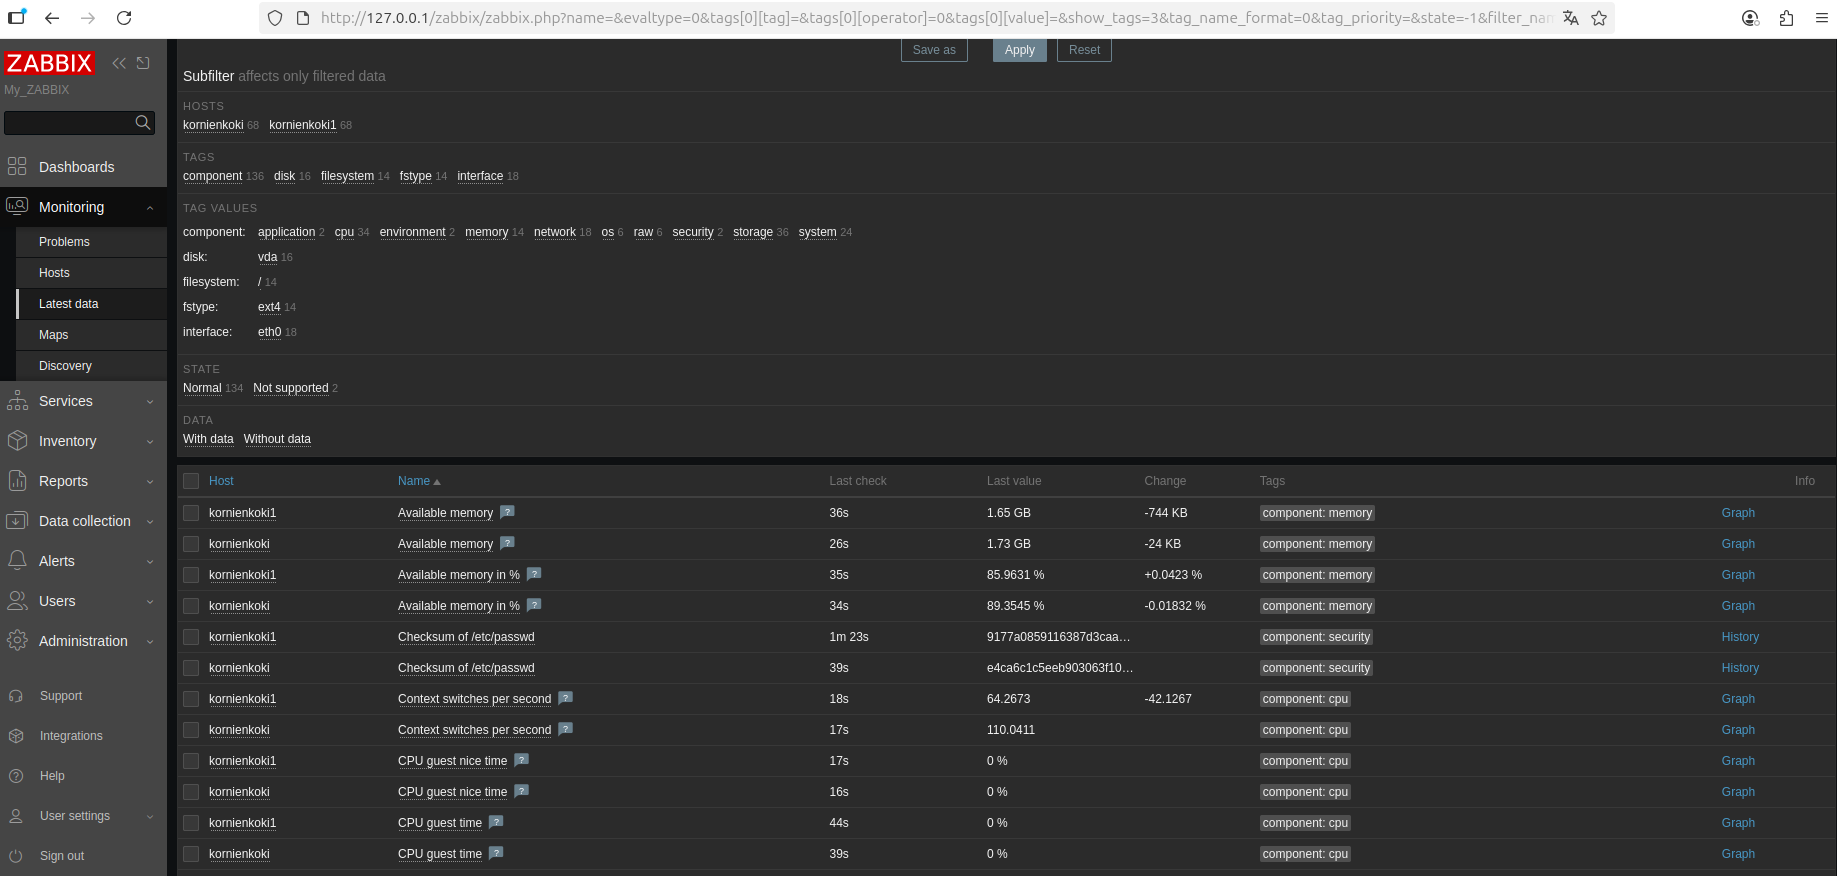 http://127.0.0.1/zabbix/zabbix.php?name=&evaltype=0&tags[0][tag]=&tags[0][operator]=0&tags[0][value]=&show_tags=3&tag_name_format=0&tag_priority=&state=-1&filter_nam
ZABBIX
My_ZABBIX
Dashboards
Monitoring
Problems
Hosts
Latest data
Maps
Discovery
Services
Inventory
Reports
Data collection
Alerts
Users
Administration
Support
Integrations
Help
User settings
Sign out
Save as Apply Reset
Subfilter affects only filtered data
HOSTS
kornienkoki 68 kornienkoki1 68
TAGS
component 136 disk 16 filesystem 14 fstype 14 interface 18
TAG VALUES
component: application 2 cpu 34 environment 2 memory 14 network 18 os 6 raw 6 security 2 storage 36 system 24
disk: vda 16
filesystem: / 14
fstype: ext4 14
interface: eth0 18
STATE
Normal 134 Not supported 2
DATA
With data Without data
Host Name Last check Last value Change Tags Info
kornienkoki1 Available memory ? 36s 1.65 GB -744 KB component: memory Graph
kornienkoki Available memory ? 26s 1.73 GB -24 KB component: memory Graph
kornienkoki1 Available memory in % ? 35s 85.9631 % +0.0423 % component: memory Graph
kornienkoki Available memory in % ? 34s 89.3545 % -0.01832 % component: memory Graph
kornienkoki1 Checksum of /etc/passwd 1m 23s 9177a0859116387d3caa... component: security History
kornienkoki Checksum of /etc/passwd 39s e4ca6c1c5eeb903063f10... component: security History
kornienkoki1 Context switches per second ? 18s 64.2673 -42.1267 component: cpu Graph
kornienkoki Context switches per second ? 17s 110.0411 component: cpu Graph
kornienkoki1 CPU guest nice time ? 17s 0 % component: cpu Graph
kornienkoki CPU guest nice time ? 16s 0 % component: cpu Graph
kornienkoki1 CPU guest time ? 44s 0 % component: cpu Graph
kornienkoki CPU guest time ? 39s 0 % component: cpu Graph